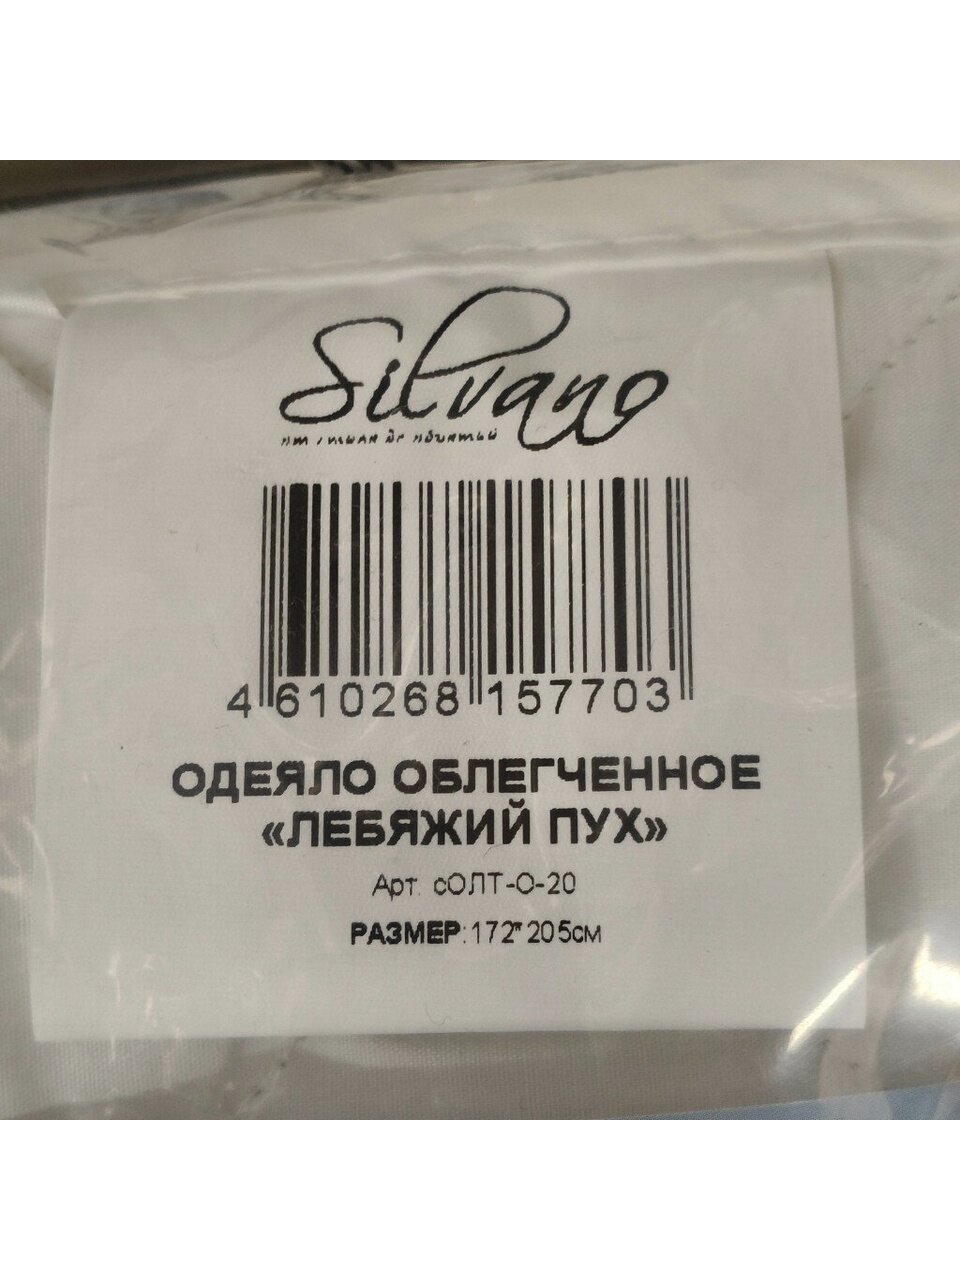 Silvano
4 610268 157703
ОДЕЯЛО ОБЛЕГЧЕННОЕ
«ЛЕБЯЖИЙ ПУХ»
Арт. сОЛТ-О-20
РАЗМЕР:172*205см